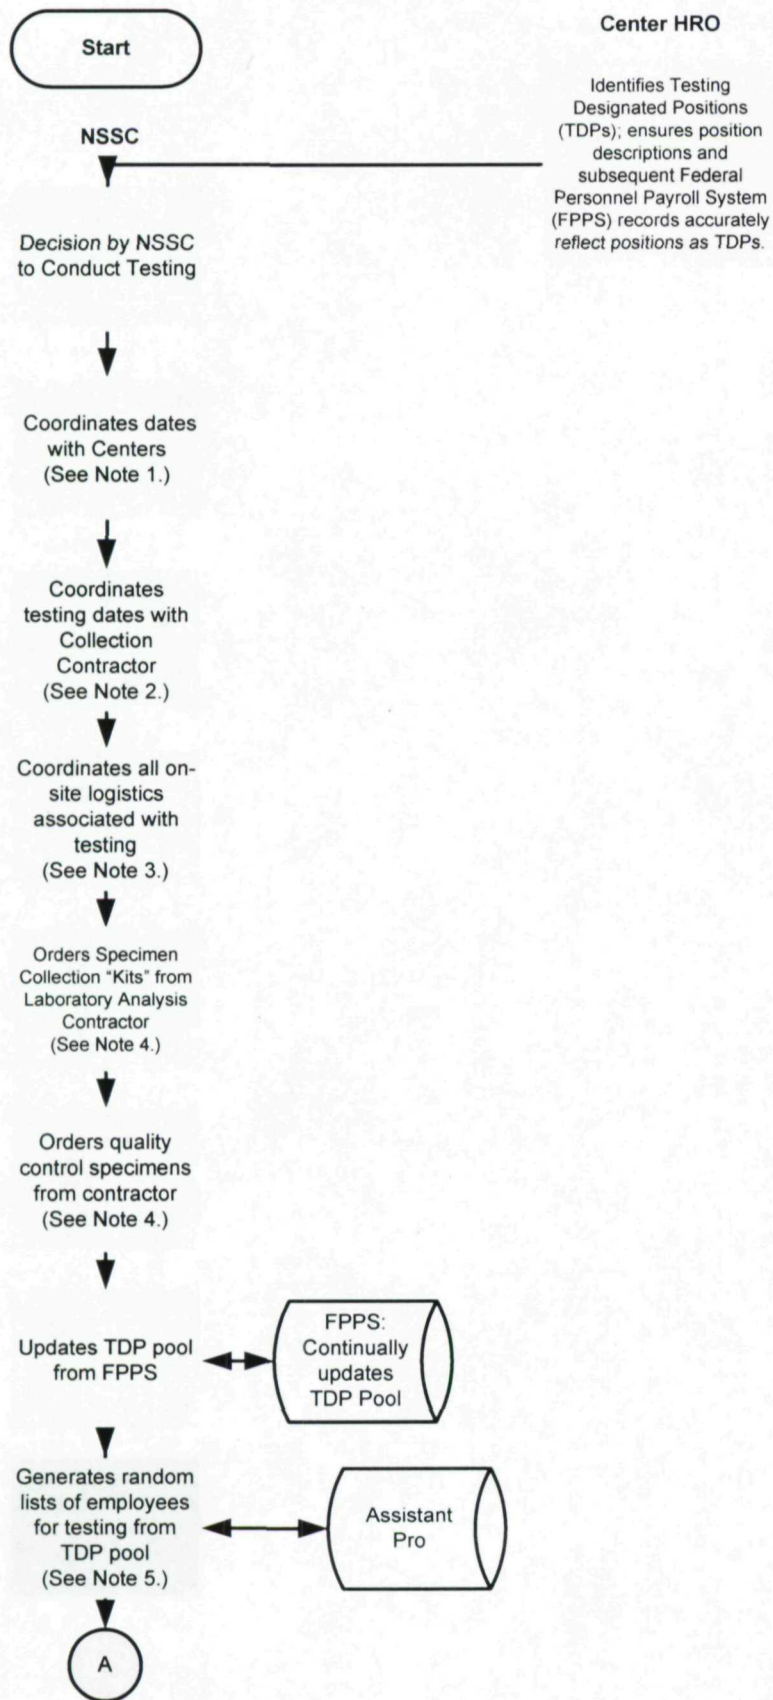 Start
Center HRO
Identifies Testing
Designated Positions
(TDPs); ensures position
descriptions and
subsequent Federal
Personnel Payroll System
(FPPS) records accurately
reflect positions as TDPs.
NSSC
Decision by NSSC
to Conduct Testing
Coordinates dates
with Centers
(See Note 1.)
Coordinates
testing dates with
Collection
Contractor
(See Note 2.)
Coordinates all on-
site logistics
associated with
testing
(See Note 3.)
Orders Specimen
Collection “Kits” from
Laboratory Analysis
Contractor
(See Note 4.)
Orders quality
control specimens
from contractor
(See Note 4.)
Updates TDP pool
from FPPS
FPPS:
Continually
updates
TDP Pool
Generates random
lists of employees
for testing from
TDP pool
(See Note 5.)
Assistant
Pro
A